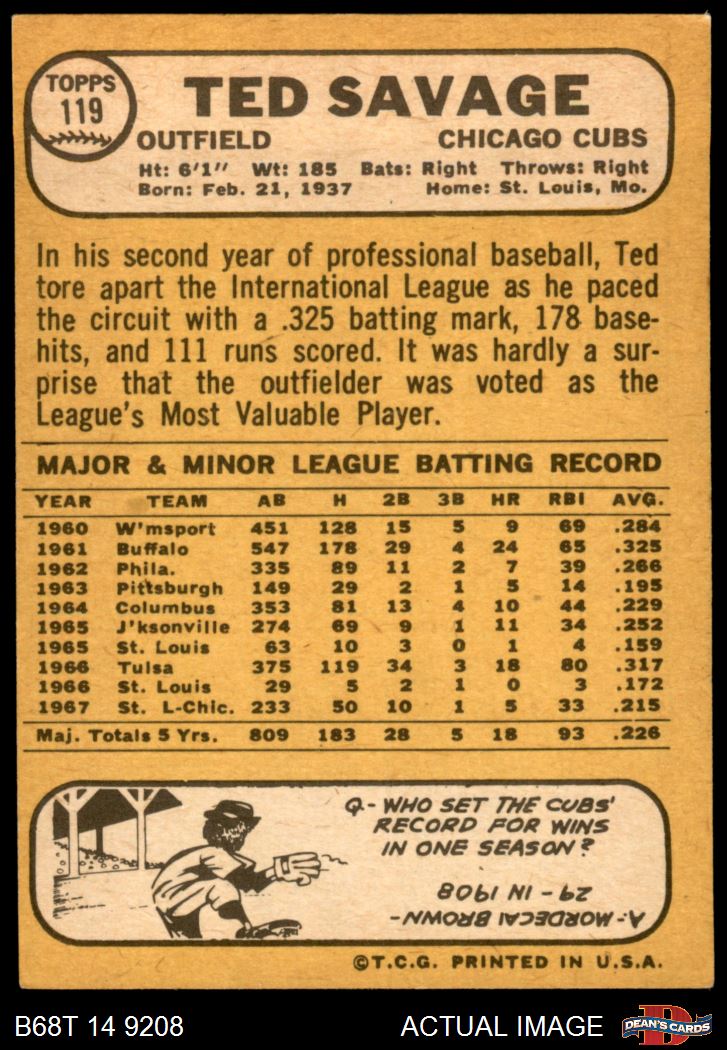 TOPPS
119
TED SAVAGE
OUTFIELD CHICAGO CUBS
Ht: 6'1" Wt: 185 Bats: Right Throws: Right
Born: Feb. 21, 1937 Home: St. Louis, Mo.
In his second year of professional baseball, Ted
tore apart the International League as he paced
the circuit with a .325 batting mark, 178 base-
hits, and 111 runs scored. It was hardly a sur-
prise that the outfielder was voted as the
League's Most Valuable Player.
MAJOR & MINOR LEAGUE BATTING RECORD
YEAR TEAM AB H 2B 3B HR RBI AVG.
1960 W'msport 451 128 15 5 9 69 .284
1961 Buffalo 547 178 29 4 24 65 .325
1962 Phila. 335 89 11 2 7 39 .266
1963 Pittsburgh 149 29 2 1 5 14 .195
1964 Columbus 353 81 13 4 10 44 .229
1965 J'ksonville 274 69 9 1 11 34 .252
1965 St. Louis 63 10 3 0 1 4 .159
1966 Tulsa 375 119 34 3 18 80 .317
1966 St. Louis 29 5 2 1 0 3 .172
1967 St. L-Chic. 233 50 10 1 5 33 .215
Maj. Totals 5 Yrs. 809 183 28 5 18 93 .226
Q- WHO SET THE CUBS'
RECORD FOR WINS
IN ONE SEASON?
A- MORDECAI BROWN-
29 - IN 1908
©T.C.G. PRINTED IN U.S.A.
B68T 14 9208 ACTUAL IMAGE
D
DEAN'S CARDS